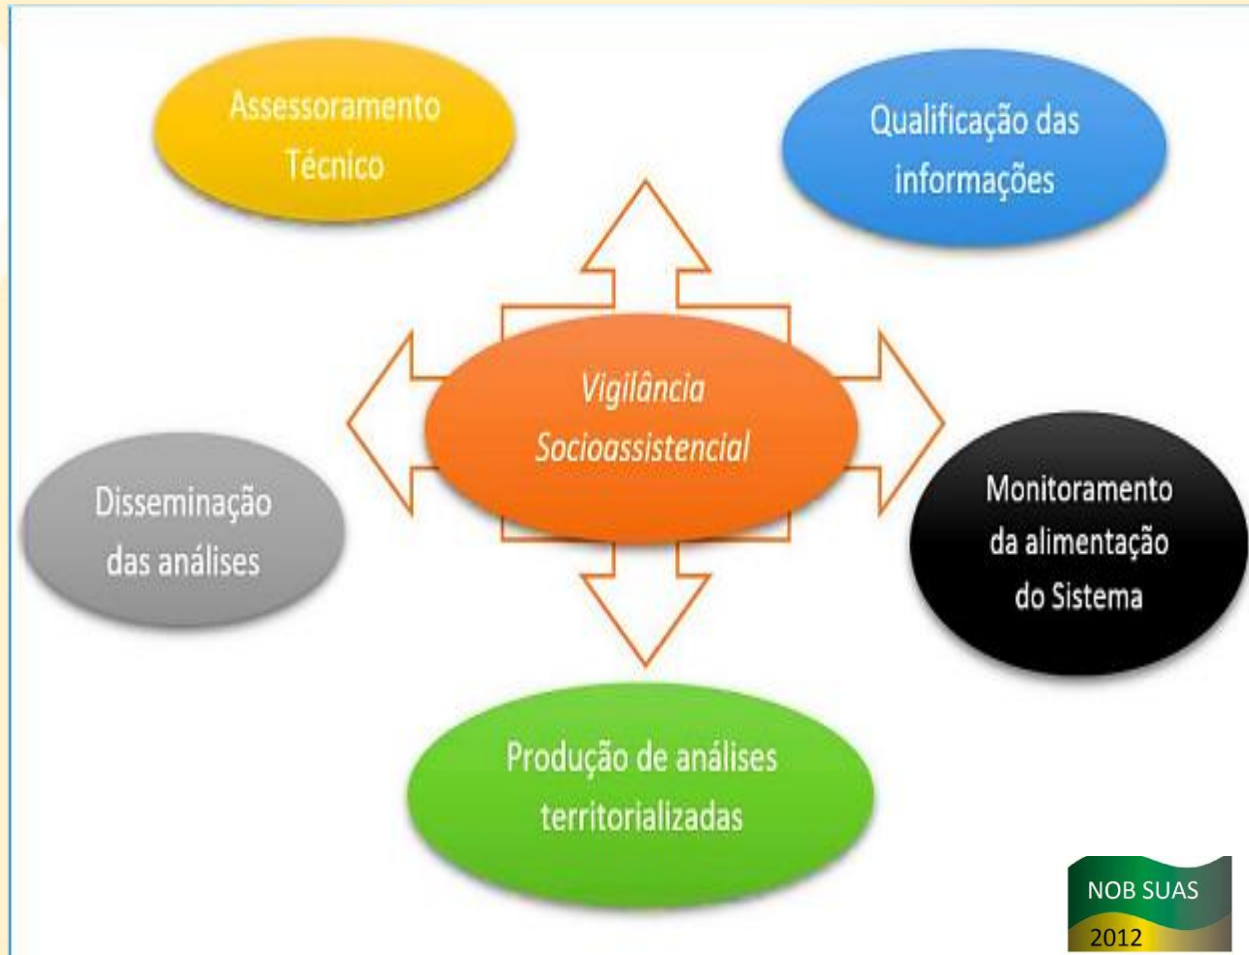 Assessoramento
Técnico
Qualificação das
informações
Vigilância
Socioassistencial
Disseminação
das análises
Monitoramento
da alimentação
do Sistema
Produção de análises
territorializadas
NOB SUAS
2012